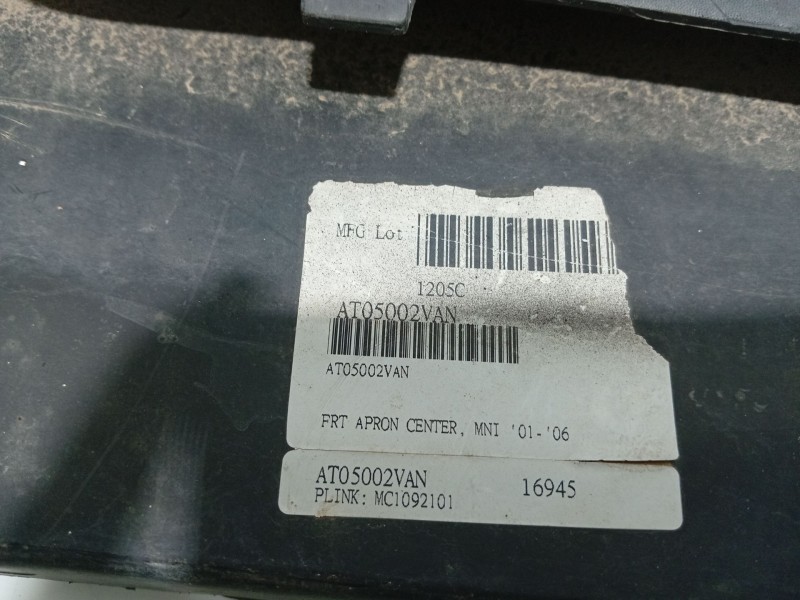 MFG Lot
1205C
AT05002VAN
AT05002VAN
FRT APRON CENTER, MNI '01-'06
AT05002VAN 16945
PLINK: MC1092101